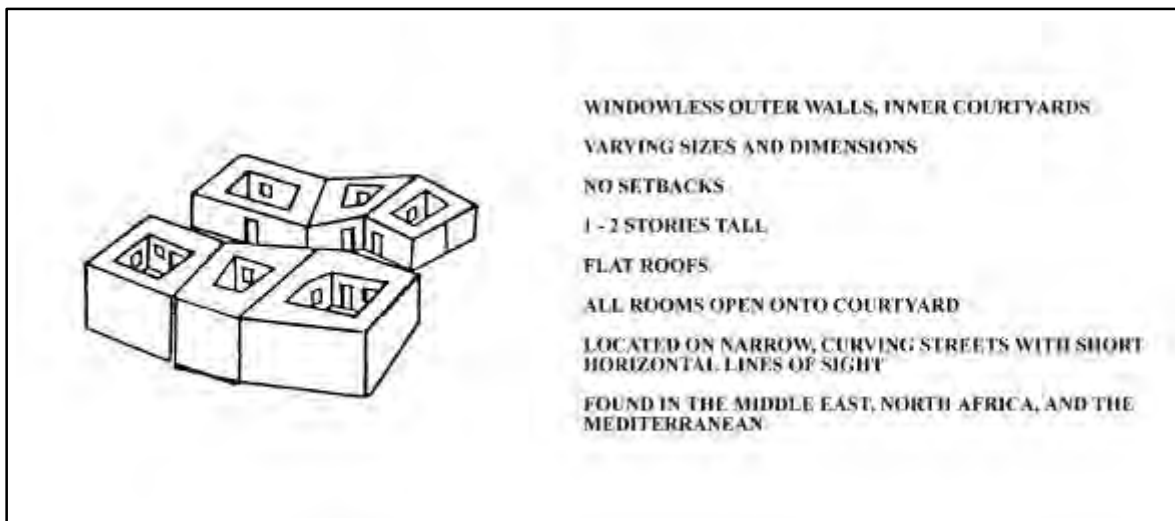 WINDOWLESS OUTER WALLS, INNER COURTYARDS
VARYING SIZES AND DIMENSIONS
NO SETBACKS
1 - 2 STORIES TALL
FLAT ROOFS
ALL ROOMS OPEN ONTO COURTYARD
LOCATED ON NARROW, CURVING STREETS WITH SHORT
HORIZONTAL LINES OF SIGHT
FOUND IN THE MIDDLE EAST, NORTH AFRICA, AND THE
MEDITERRANEAN